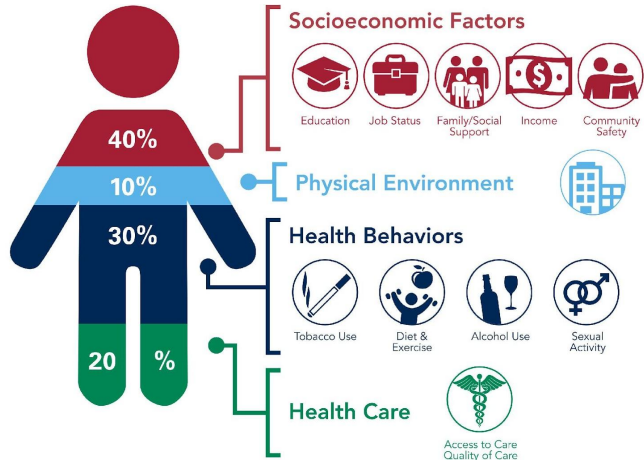 Socioeconomic Factors
Education
Job Status
Family/Social
Support
Income
Community
Safety
40%
10%
Physical Environment
30%
Health Behaviors
Tobacco Use
Diet &
Exercise
Alcohol Use
Sexual
Activity
20 %
Health Care
Access to Care
Quality of Care